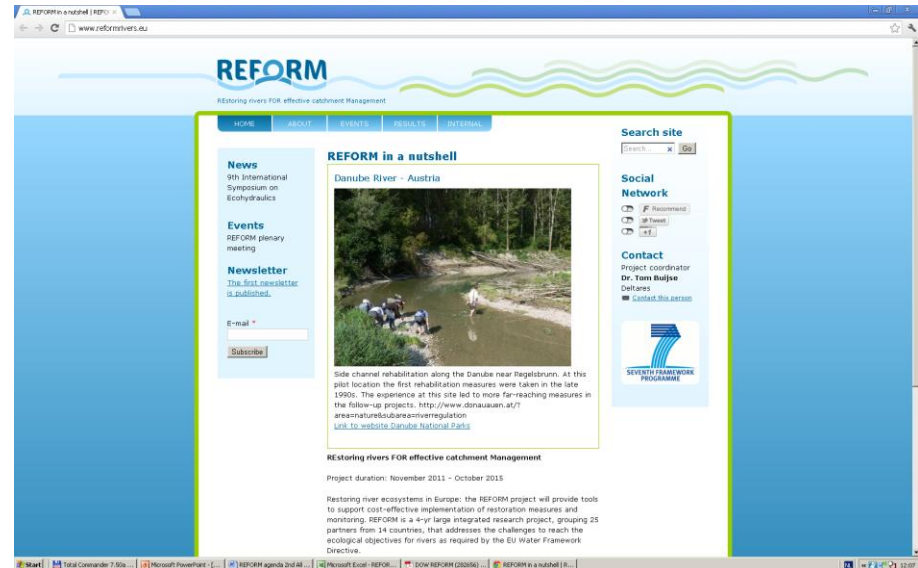 REFORM in a nutshell | REFO
www.reformrivers.eu
REFORM
REstoring rivers FOR effective catchment Management
HOME ABOUT EVENTS RESULTS INTERNAL
News
9th International
Symposium on
Ecohydraulics
Events
REFORM plenary
meeting
Newsletter
The first newsletter
is published.
E-mail *
Subscribe
REFORM in a nutshell
Danube River - Austria
Side channel rehabilitation along the Danube near Regelsbrunn. At this
pilot location the first rehabilitation measures were taken in the late
1990s. The experience at this site led to more far-reaching measures in
the follow-up projects. http://www.donauauen.at/?
area=nature&subarea=riverregulation
Link to website Danube National Parks
REstoring rivers FOR effective catchment Management
Project duration: November 2011 - October 2015
Restoring river ecosystems in Europe: the REFORM project will provide tools
to support cost-effective implementation of restoration measures and
monitoring. REFORM is a 4-yr large integrated research project, grouping 25
partners from 14 countries, that addresses the challenges to reach the
ecological objectives for rivers as required by the EU Water Framework
Directive.
Search site
Search... x Go
Social
Network
Recommend
Tweet
+1
Contact
Project coordinator
Dr. Tom Buijse
Deltares
Contact this person
SEVENTH FRAMEWORK
PROGRAMME
Start Total Commander 7.50a ... Microsoft PowerPoint - [... REFORM agenda 2nd All ... Microsoft Excel - REFOR... DOW REFORM (282656) ... REFORM in a nutshell | R... NL 12:07